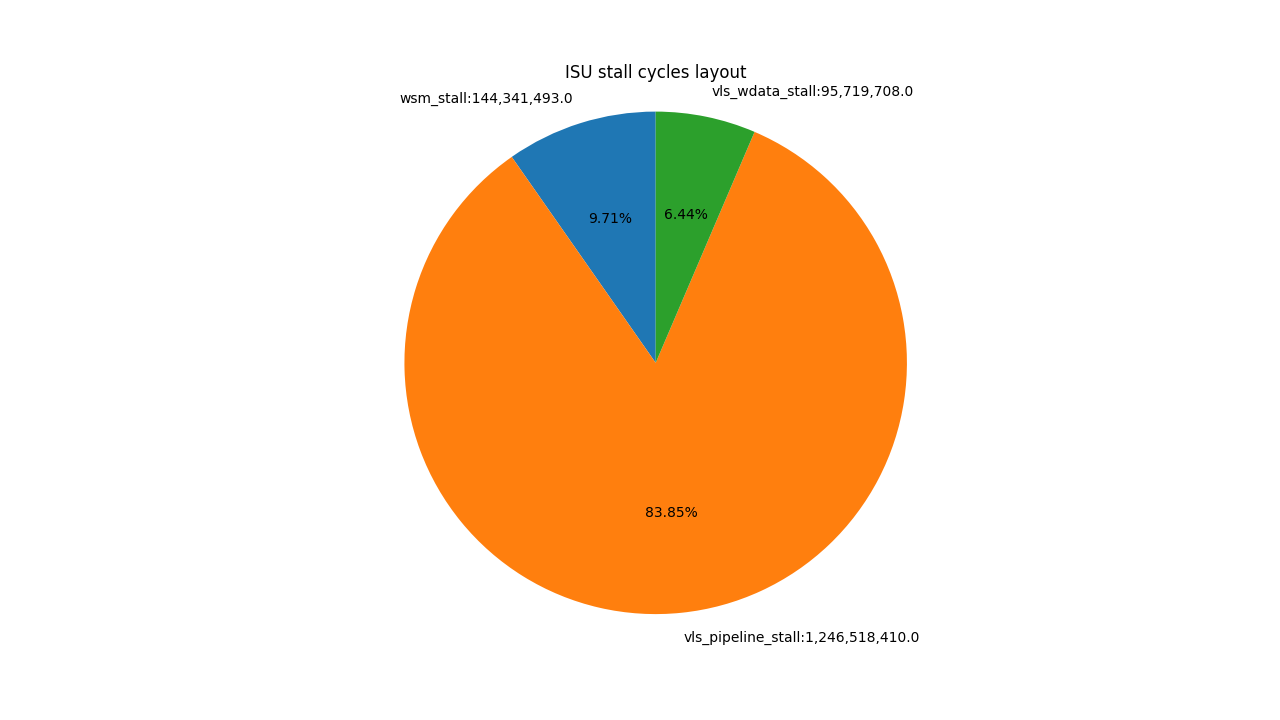 ISU stall cycles layout
vls_wdata_stall:95,719,708.0
wsm_stall:144,341,493.0
6.44%
9.71%
83.85%
vls_pipeline_stall:1,246,518,410.0